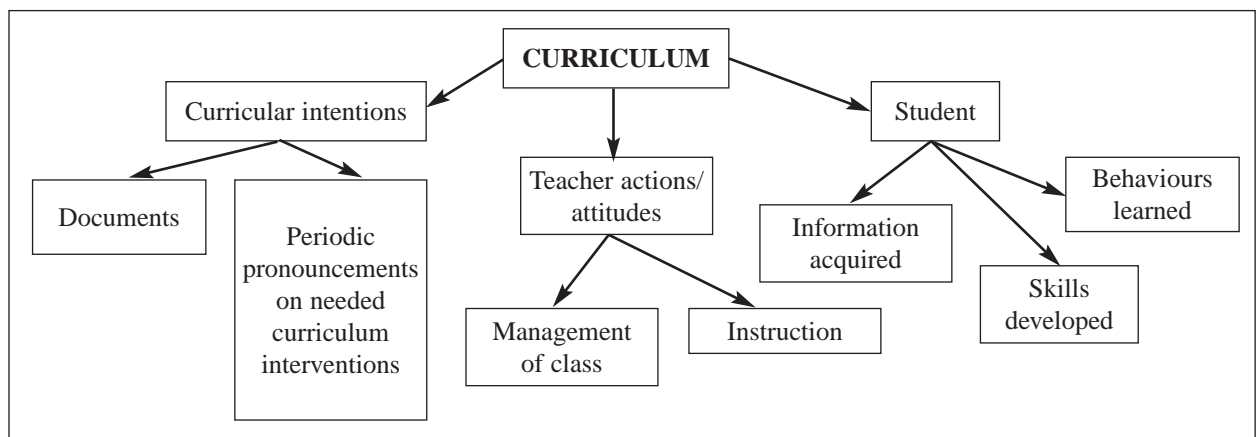 CURRICULUM
Curricular intentions
Student
Documents
Periodic
pronouncements
on needed
curriculum
interventions
Teacher actions/
attitudes
Management
of class
Instruction
Information
acquired
Skills
developed
Behaviours
learned